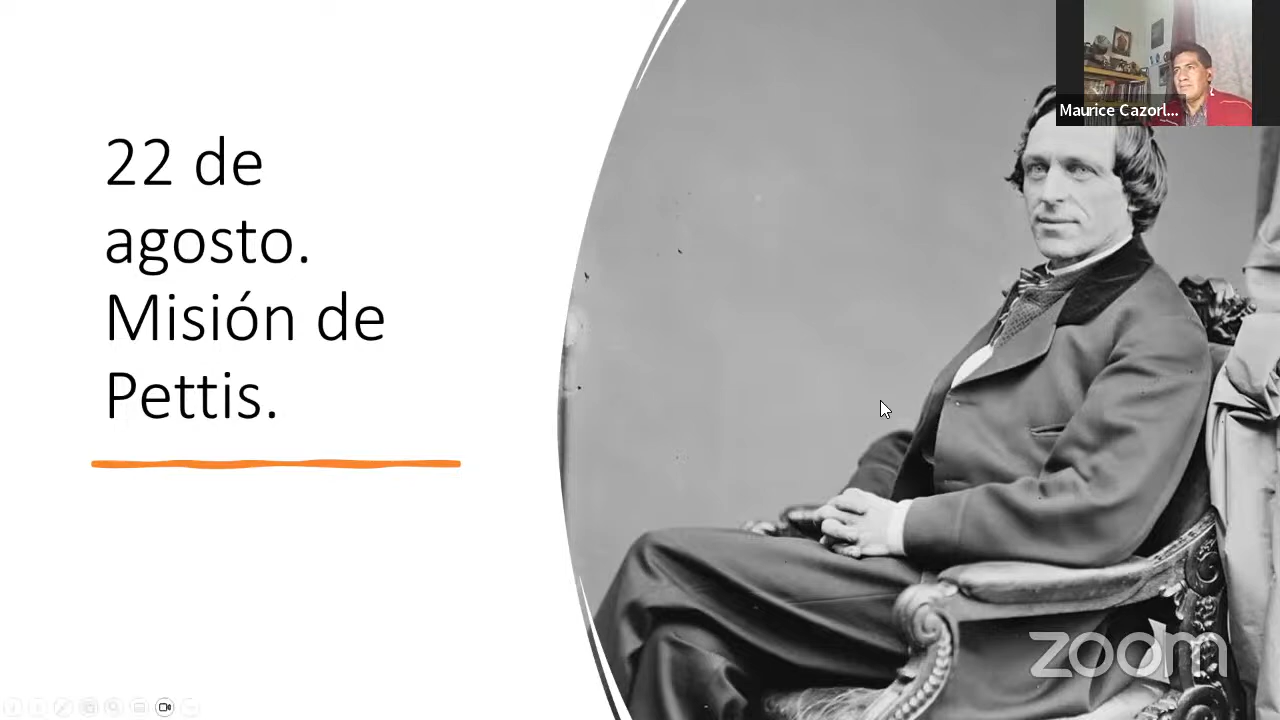 22 de
agosto.
Misión de
Pettis.
Maurice Cazorl...
zoom